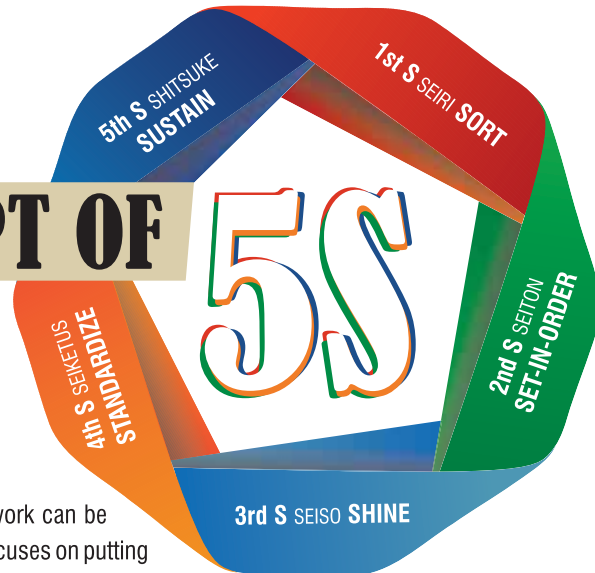 1st S SEIRI SORT
2nd S SEITON
SET-IN-ORDER
3rd S SEISO SHINE
4th S SEIKETUS
STANDARDIZE
5th S SHITSUKE
SUSTAIN
PT OF
5S
work can be
cuses on putting